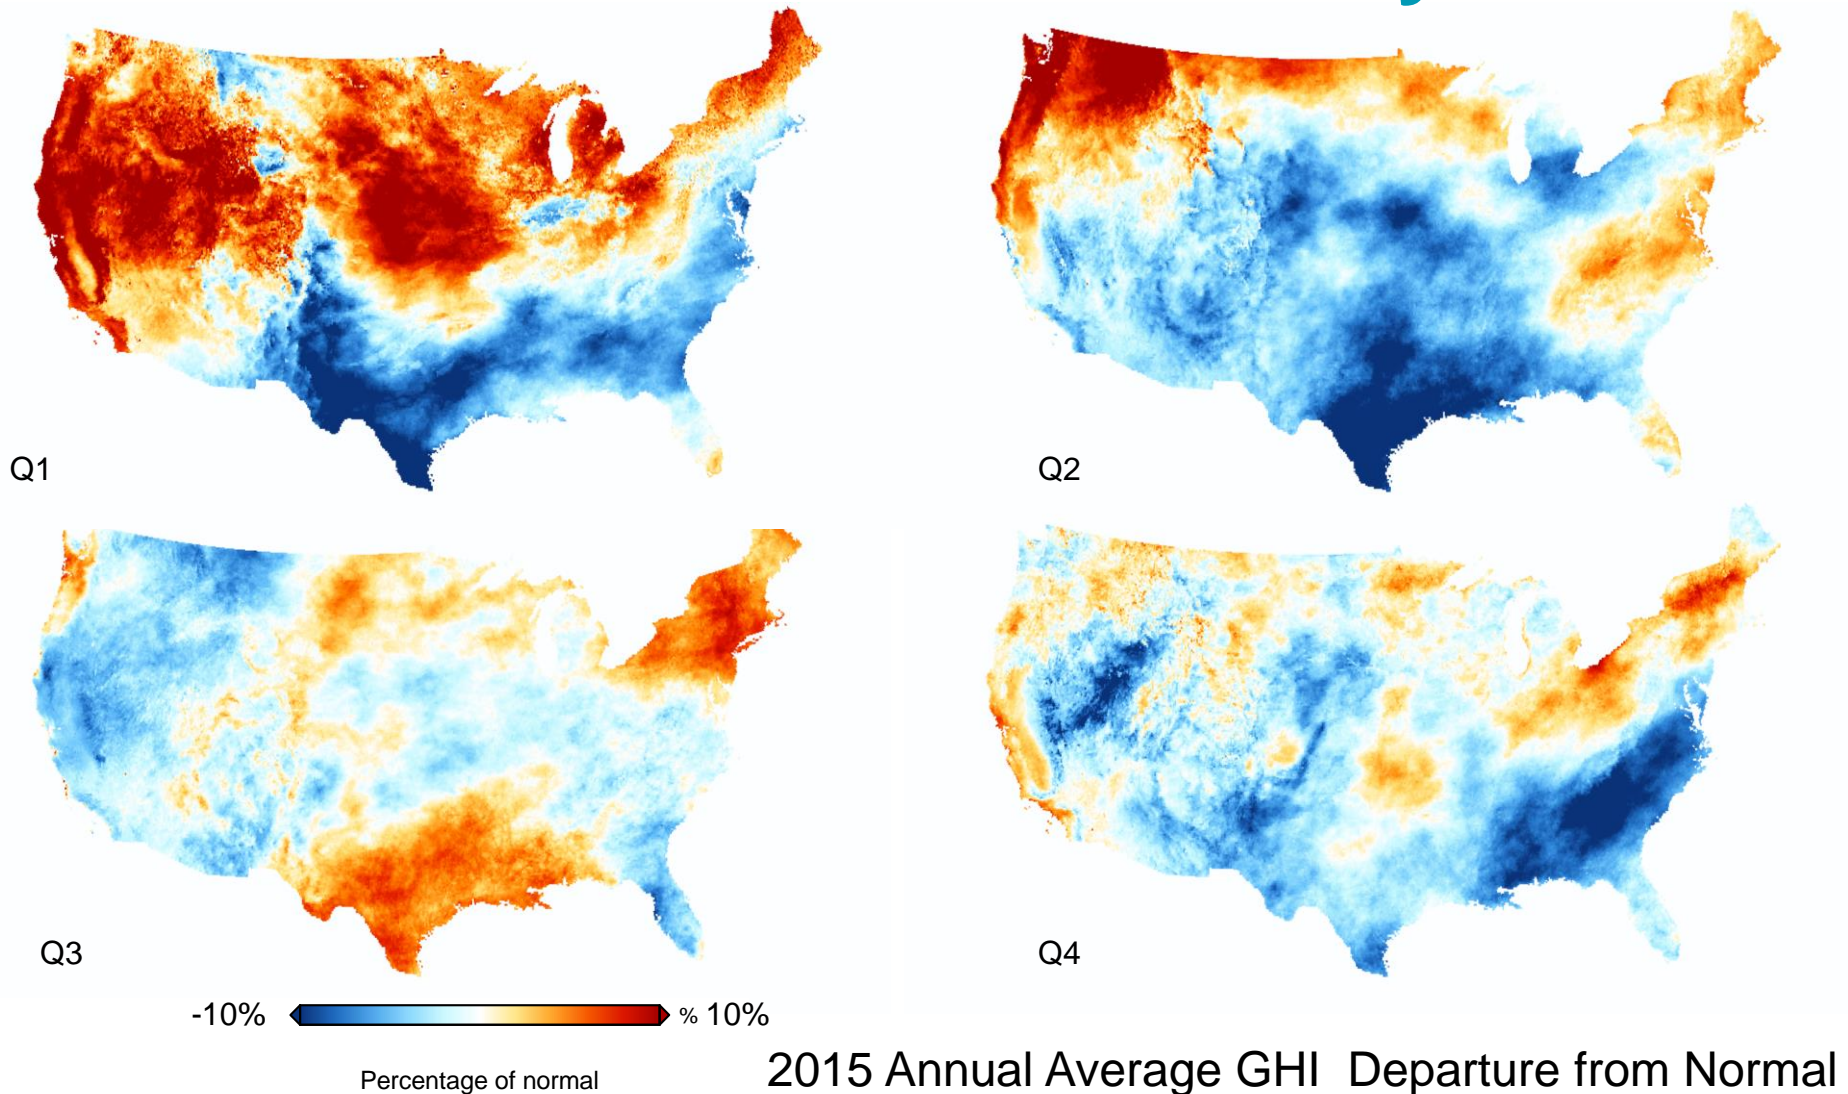 Q1
Q2
Q3
Q4
-10%
% 10%
Percentage of normal
2015 Annual Average GHI Departure from Normal